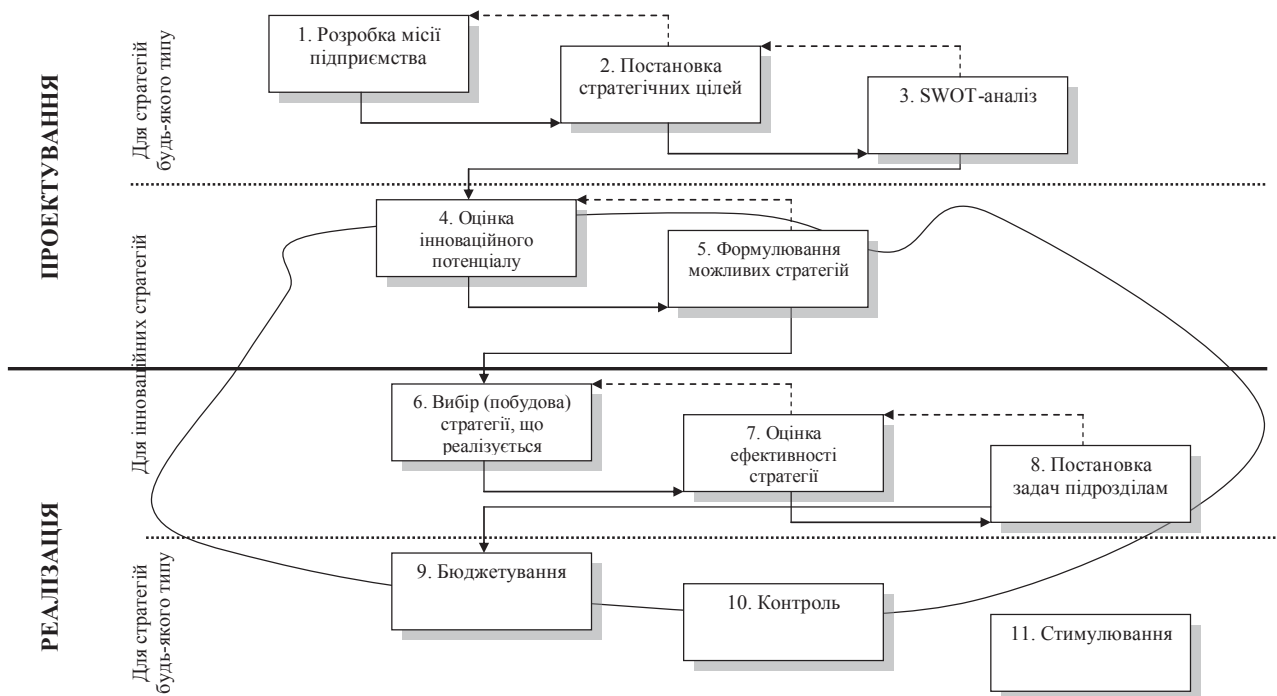 ПРОЕКТУВАННЯ
Для стратегій
будь-якого типу
1. Розробка місії
підприємства
2. Постановка
стратегічних цілей
3. SWOT-аналіз
Для інноваційних стратегій
4. Оцінка
інноваційного
потенціалу
5. Формулювання
можливих стратегій
6. Вибір (побудова)
стратегії, що
реалізується
7. Оцінка
ефективності
стратегії
8. Постановка
задач підрозділам
РЕАЛІЗАЦІЯ
Для стратегій
будь-якого типу
9. Бюджетування
10. Контроль
11. Стимулювання